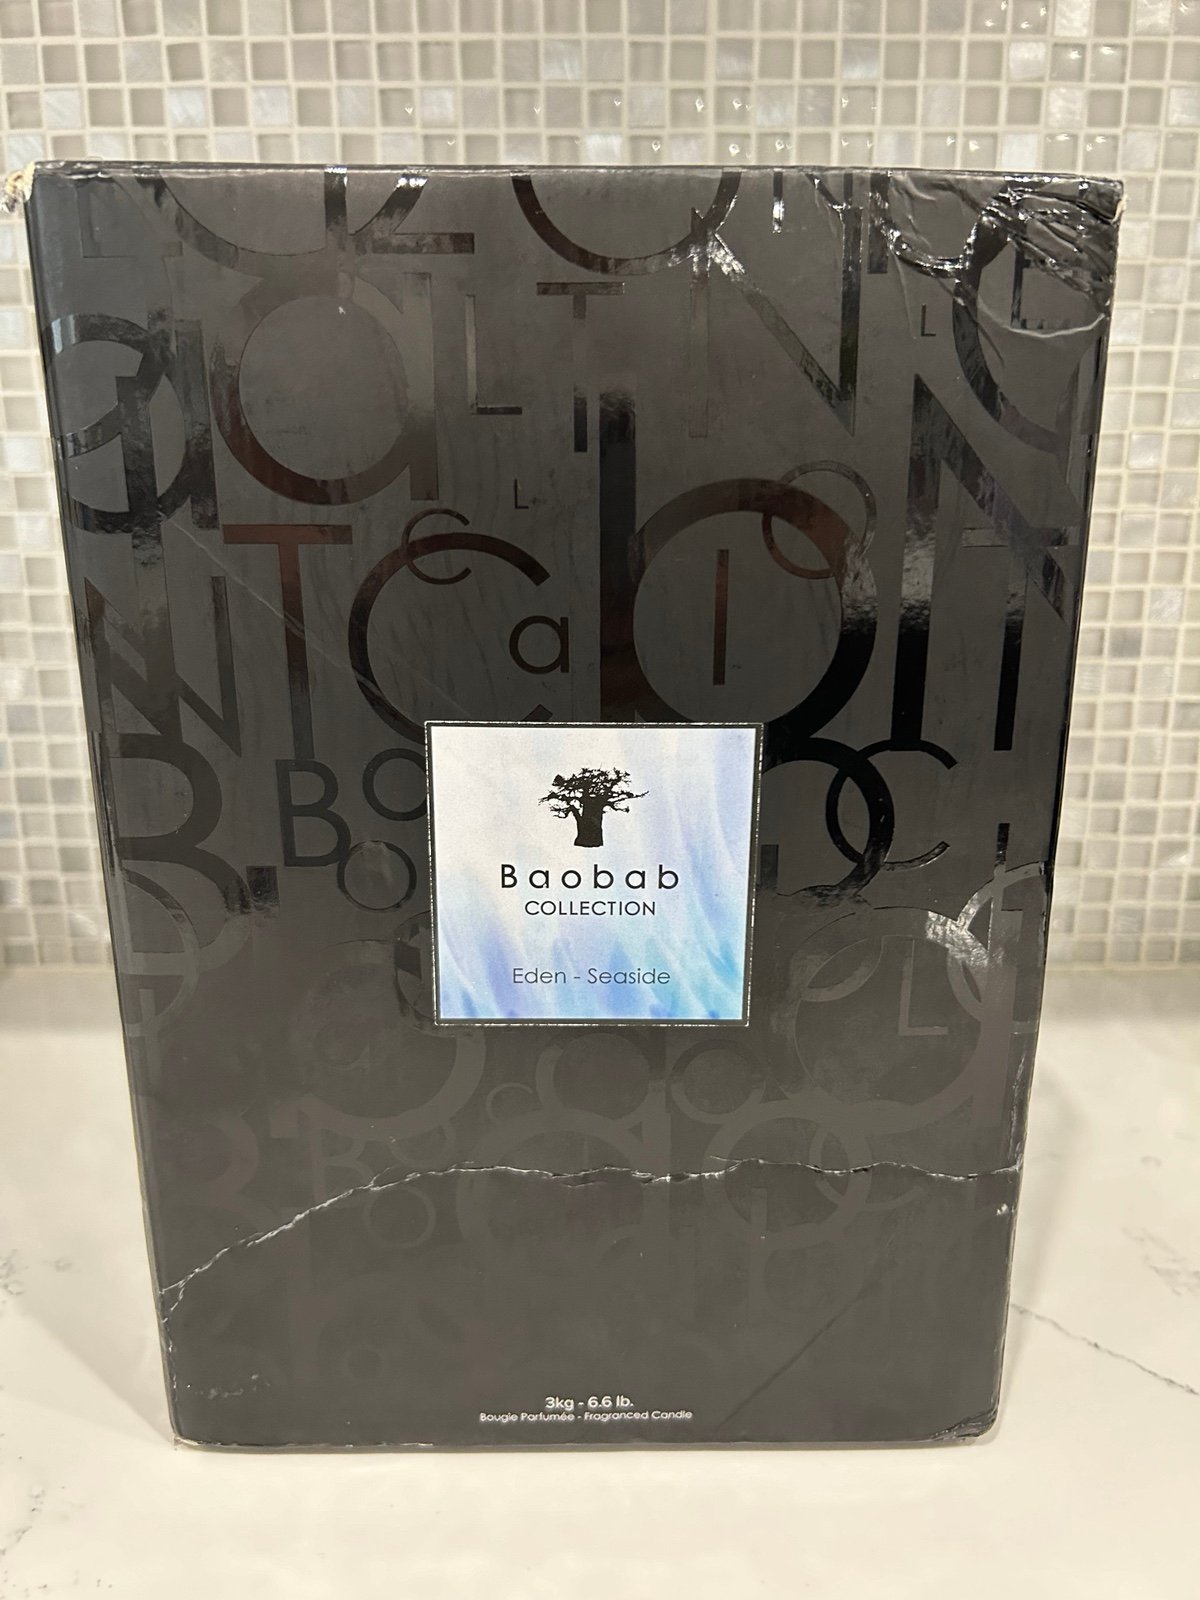 Baobab
COLLECTION
Eden - Seaside
3kg - 6.6 lb.
Bougie Parfumée - Fragranced Candle